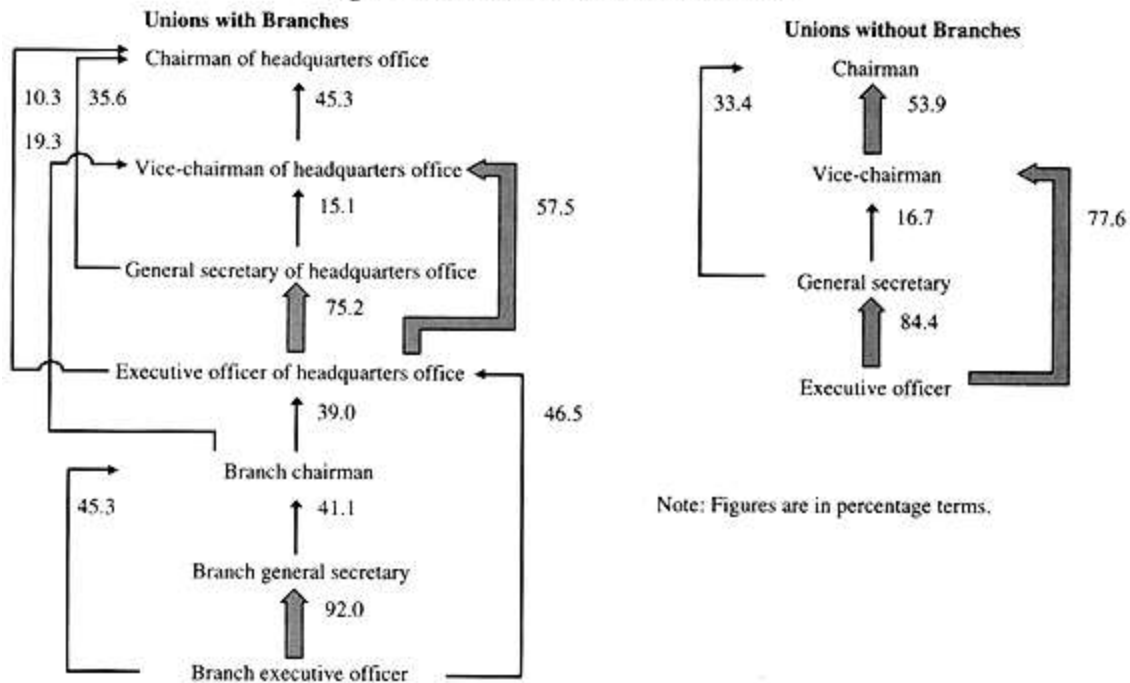 Unions with Branches
Chairman of headquarters office
10.3
35.6
45.3
19.3
Vice-chairman of headquarters office
15.1
57.5
General secretary of headquarters office
75.2
Executive officer of headquarters office
39.0
46.5
Branch chairman
45.3
41.1
Branch general secretary
92.0
Branch executive officer
Unions without Branches
Chairman
33.4
53.9
Vice-chairman
16.7
77.6
General secretary
84.4
Executive officer
Note: Figures are in percentage terms.